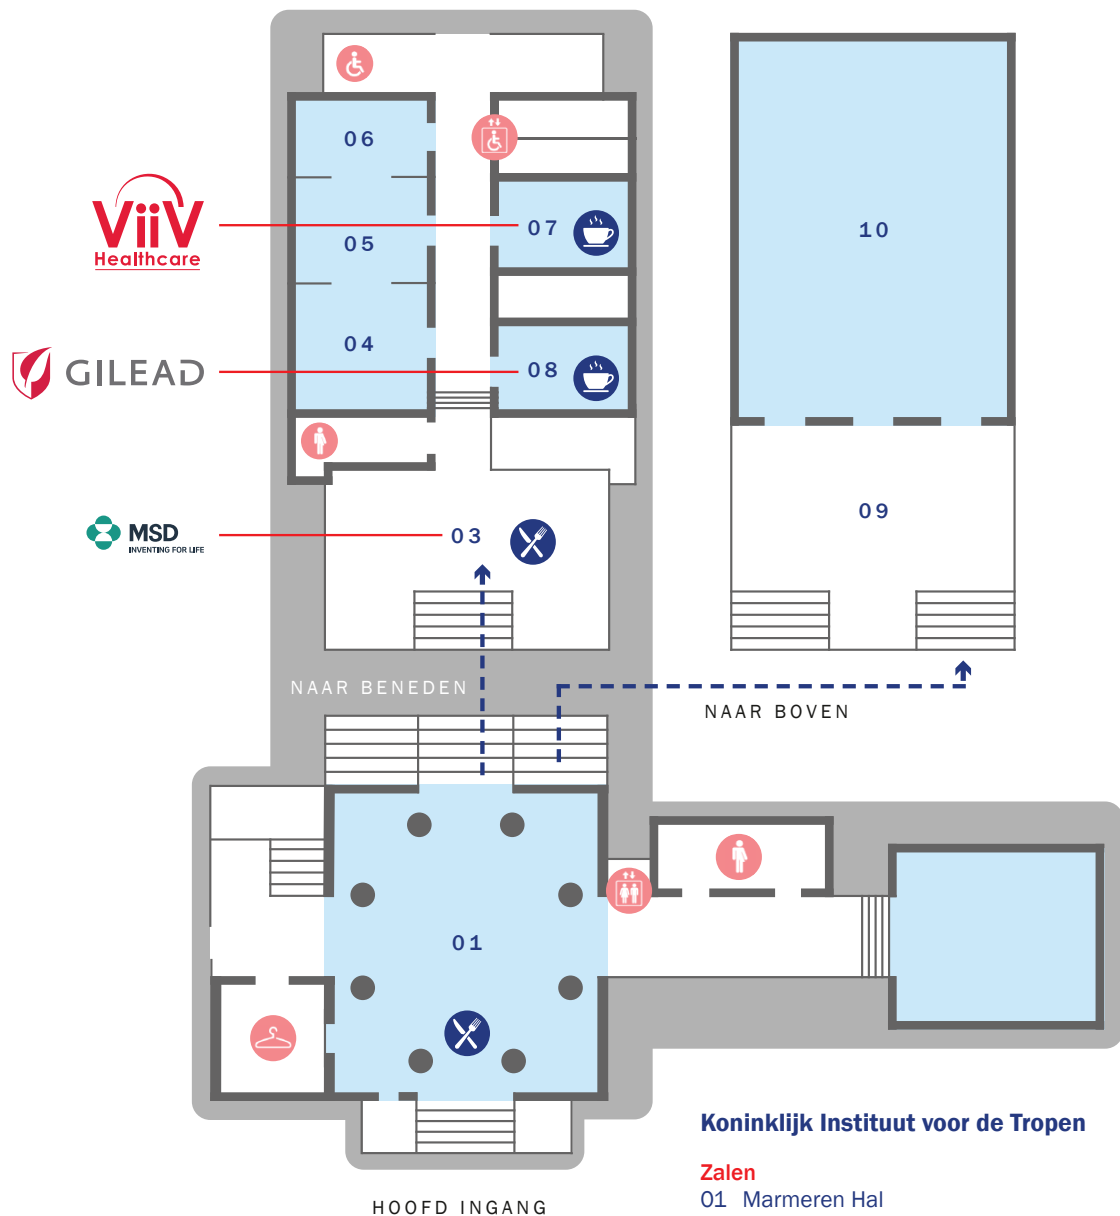 06
ViiV
Healthcare
07
10
05
04
08
GILEAD
09
03
MSD
INVENTING FOR LIFE
NAAR BENEDEN
NAAR BOVEN
01
Koninklijk Instituut voor de Tropen
Zalen
01 Marmeren Hal
HOOFD INGANG